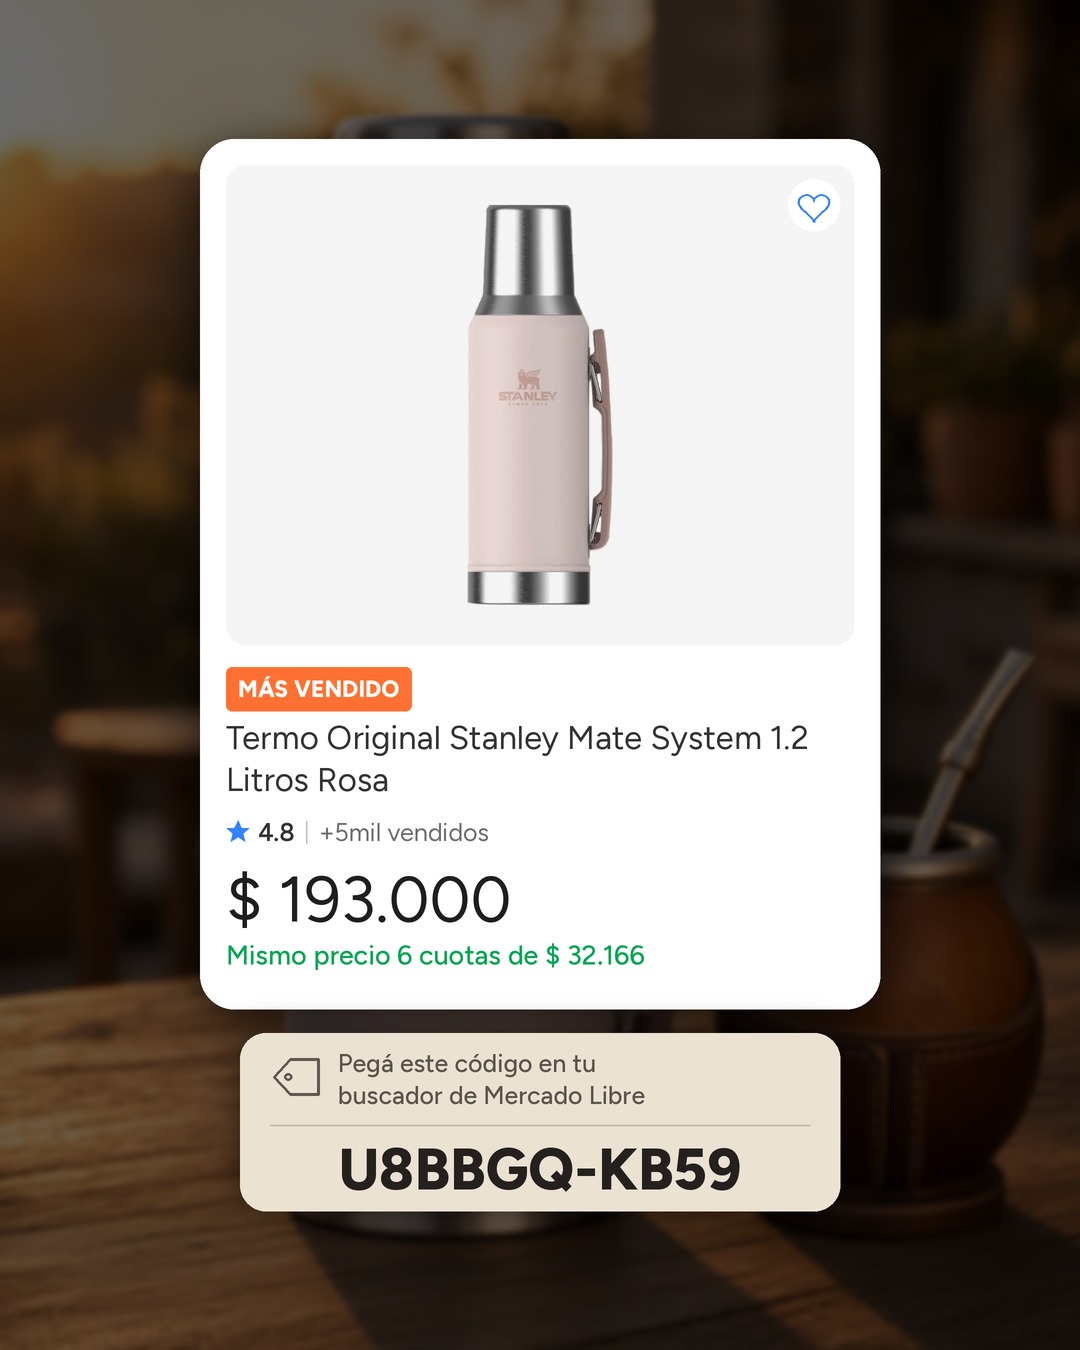 STANLEY
MÁS VENDIDO
Termo Original Stanley Mate System 1.2
Litros Rosa
4.8 | +5mil vendidos
$ 193.000
Mismo precio 6 cuotas de $ 32.166
Pegá este código en tu
buscador de Mercado Libre
U8BBGQ-KB59